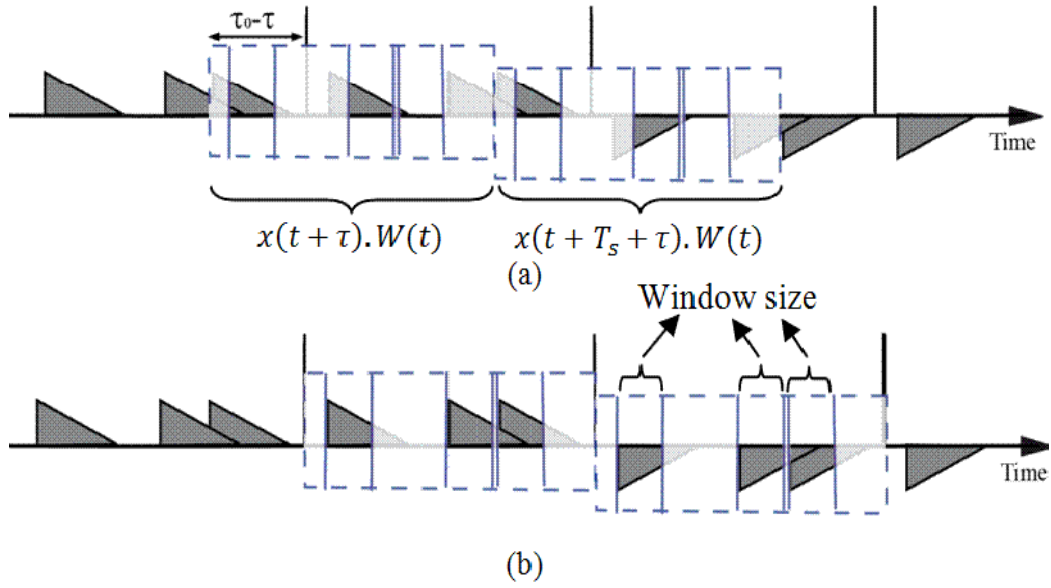 τ₀-τ
Time
x(t + τ).W(t)
x(t + Tₛ + τ).W(t)
(a)
Window size
Time
(b)